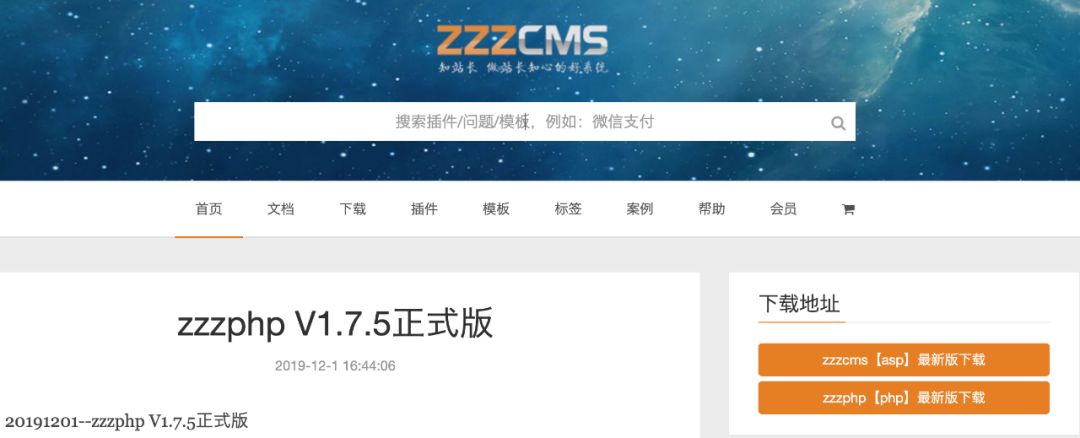 ZZZCMS
知站长 做站长知心的好系统
搜索插件/问题/模板，例如：微信支付
首页 文档 下载 插件 模板 标签 案例 帮助 会员
zzzphp V1.7.5正式版
2019-12-1 16:44:06
20191201--zzzphp V1.7.5正式版
下载地址
zzzcms【asp】最新版下载
zzzphp【php】最新版下载